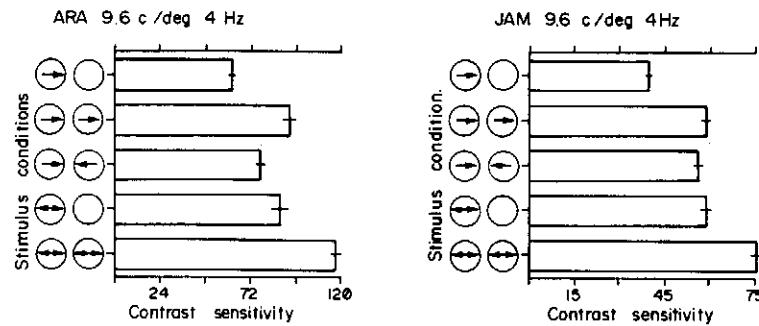 ARA 9.6 c/deg 4 Hz
Stimulus conditions
24 72 120
Contrast sensitivity
JAM 9.6 c/deg 4Hz
Stimulus condition.
15 45 75
Contrast sensitivity